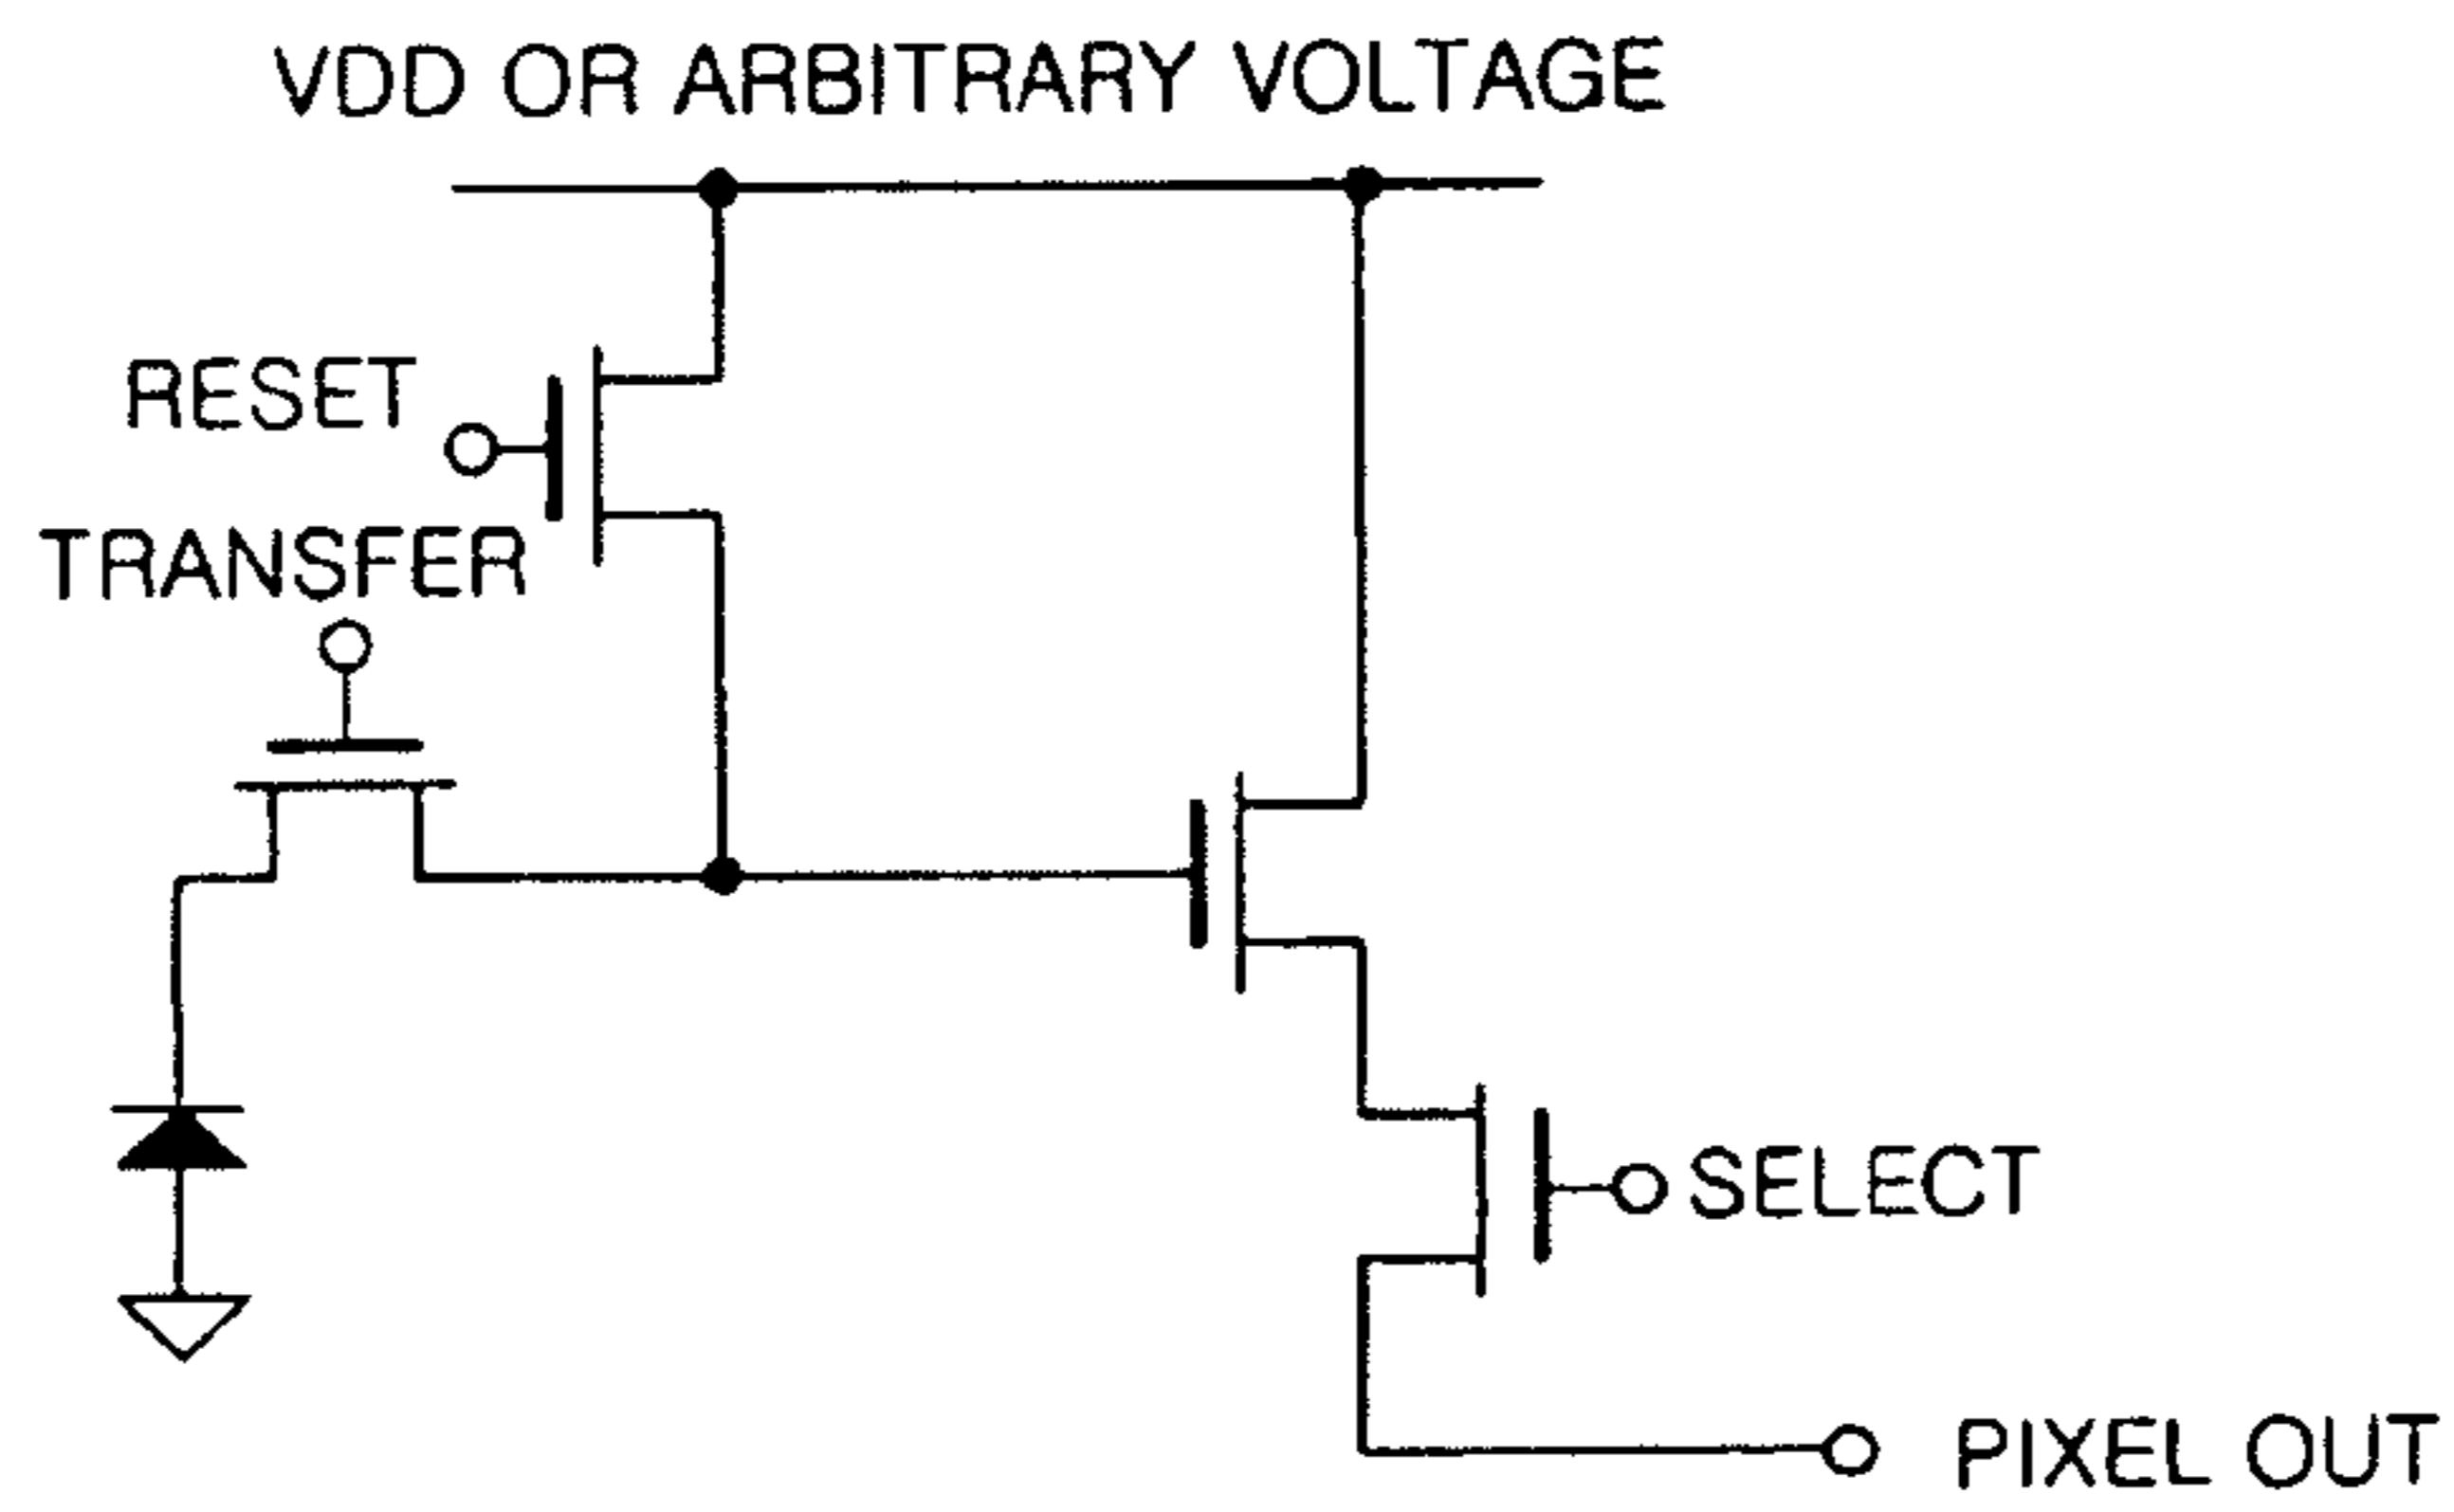 VDD OR ARBITRARY VOLTAGE
RESET
TRANSFER
SELECT
PIXEL OUT